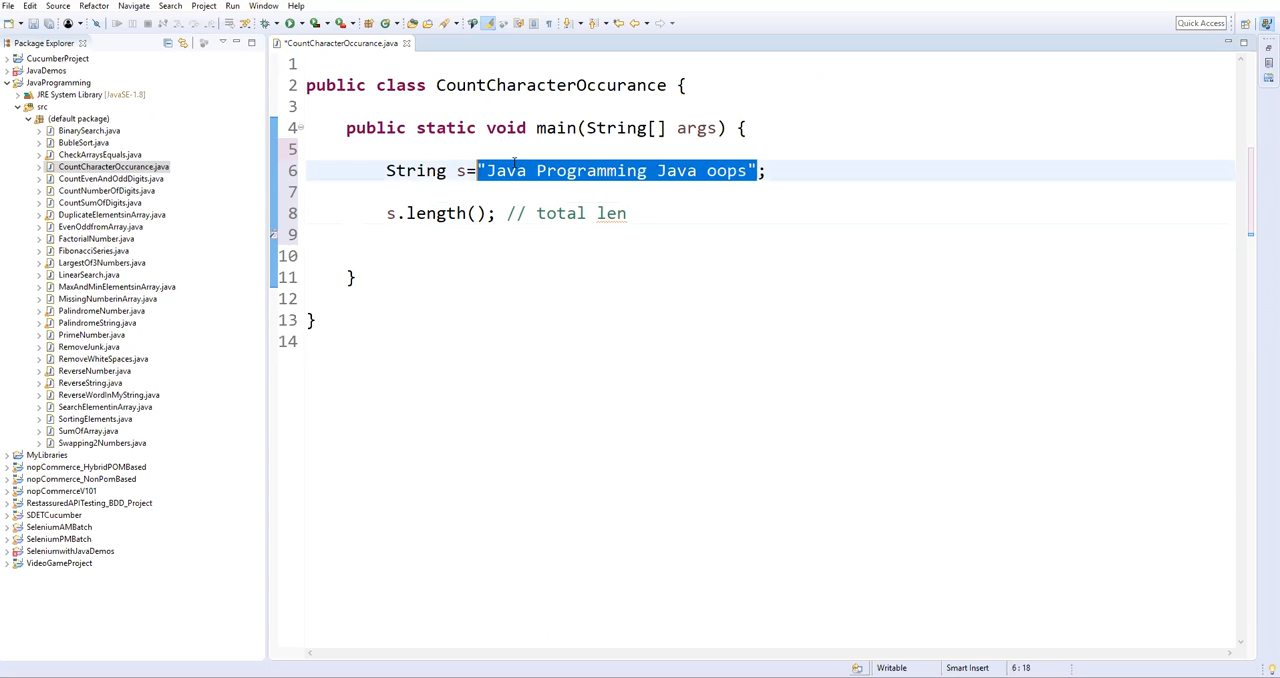 File Edit Source Refactor Navigate Search Project Run Window Help
Quick Access
Package Explorer
*CountCharacterOccurance.java
CucumberProject
JavaDemos
JavaProgramming
JRE System Library [JavaSE-1.8]
src
(default package)
BinarySearch.java
BubleSort.java
CheckArraysEquals.java
CountCharacterOccurance.java
CountEvenAndOddDigits.java
CountNumberOfDigits.java
CountSumOfDigits.java
DuplicateElementsinArray.java
EvenOddfromArray.java
FactorialNumber.java
FibonacciSeries.java
LargestOf3Numbers.java
LinearSearch.java
MaxAndMinElementsinArray.java
MissingNumberinArray.java
PalindromeNumber.java
PalindromeString.java
PrimeNumber.java
RemoveJunk.java
RemoveWhiteSpaces.java
ReverseNumber.java
ReverseString.java
ReverseWordInMyString.java
SearchElementinArray.java
SortingElements.java
SumOfArray.java
Swapping2Numbers.java
MyLibraries
nopCommerce_HybridPOMBased
nopCommerce_NonPomBased
nopCommerceV101
RestassuredAPITesting_BDD_Project
SDETCucumber
SeleniumAMBatch
SeleniumPMBatch
SeleniumwithJavaDemos
VideoGameProject
1
2 public class CountCharacterOccurance {
3
4 public static void main(String[] args) {
5
6 String s="Java Programming Java oops";
7
8 s.length(); // total len
9
10
11 }
12
13 }
14
Writable Smart Insert 6 : 18